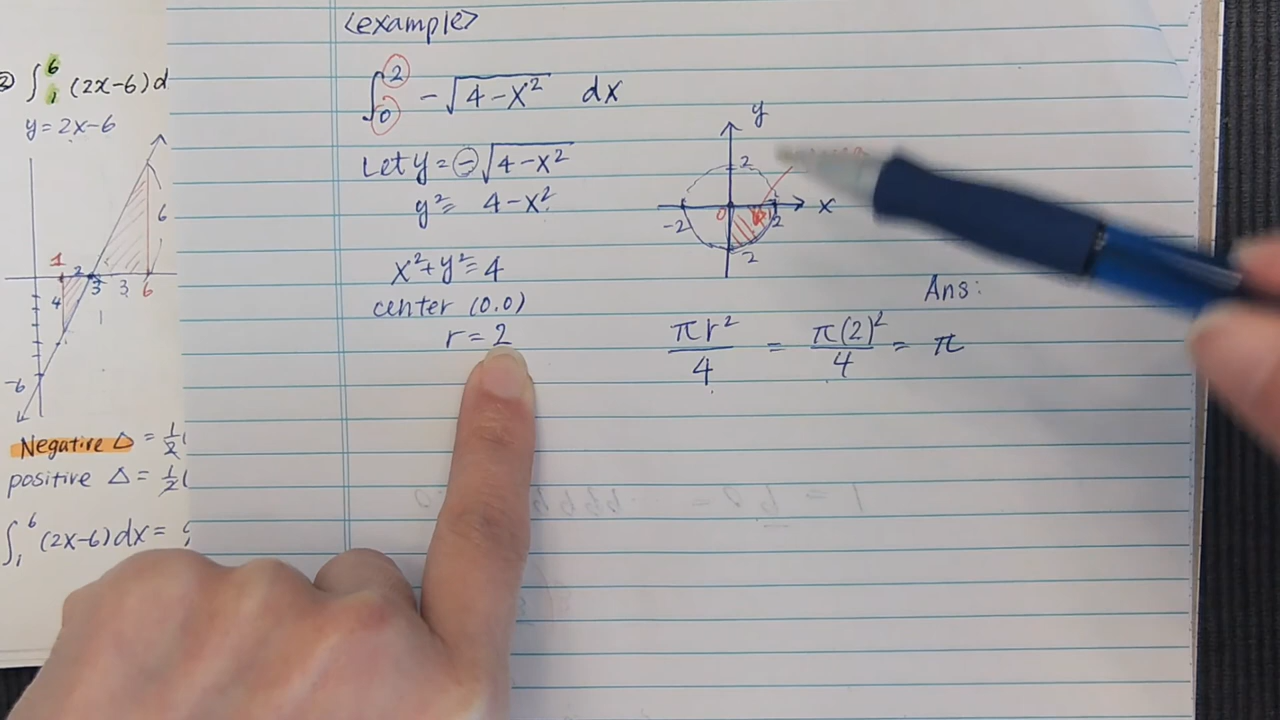 ② ∫₁⁶ (2x-6)d
y = 2x-6
6
1
2
4
3
3
6
-6
Negative △ = 1/2(
positive △ = 1/2(
∫₁⁶ (2x-6)dx =
<example>
∫₀² -√(4-x²) dx
Let y = -√(4-x²)
y² = 4-x²
x²+y²=4
center (0.0)
r = 2
y
2
-2
0
2
x
-2
Ans:
πr²/4 = π(2)²/4 = π